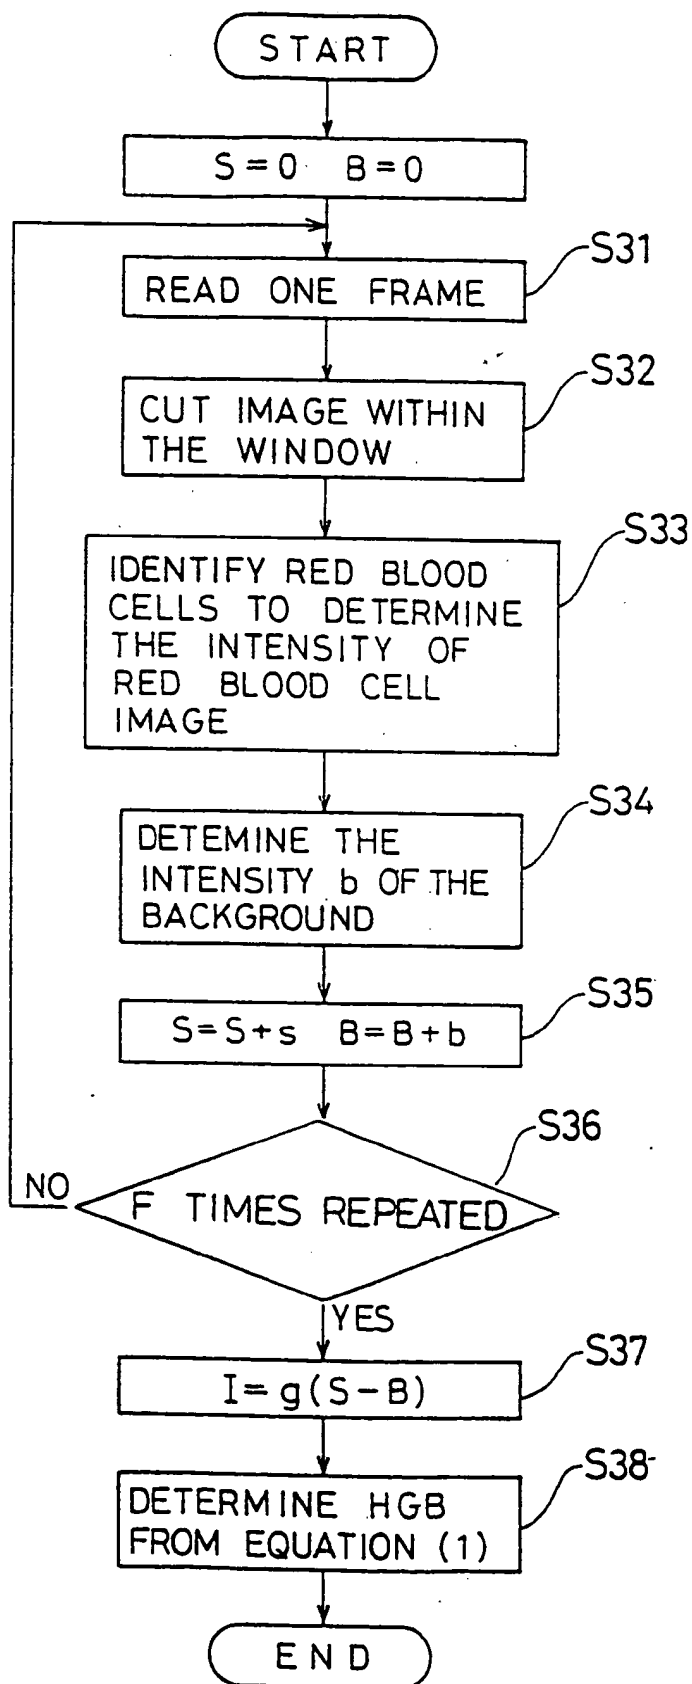 START
S=0 B=0
S31
READ ONE FRAME
S32
CUT IMAGE WITHIN
THE WINDOW
S33
IDENTIFY RED BLOOD
CELLS TO DETERMINE
THE INTENSITY OF
RED BLOOD CELL
IMAGE
S34
DETEMINE THE
INTENSITY b OF THE
BACKGROUND
S35
S=S+s B=B+b
S36
NO
F TIMES REPEATED
YES
S37
I=g(S-B)
S38
DETERMINE HGB
FROM EQUATION (1)
END